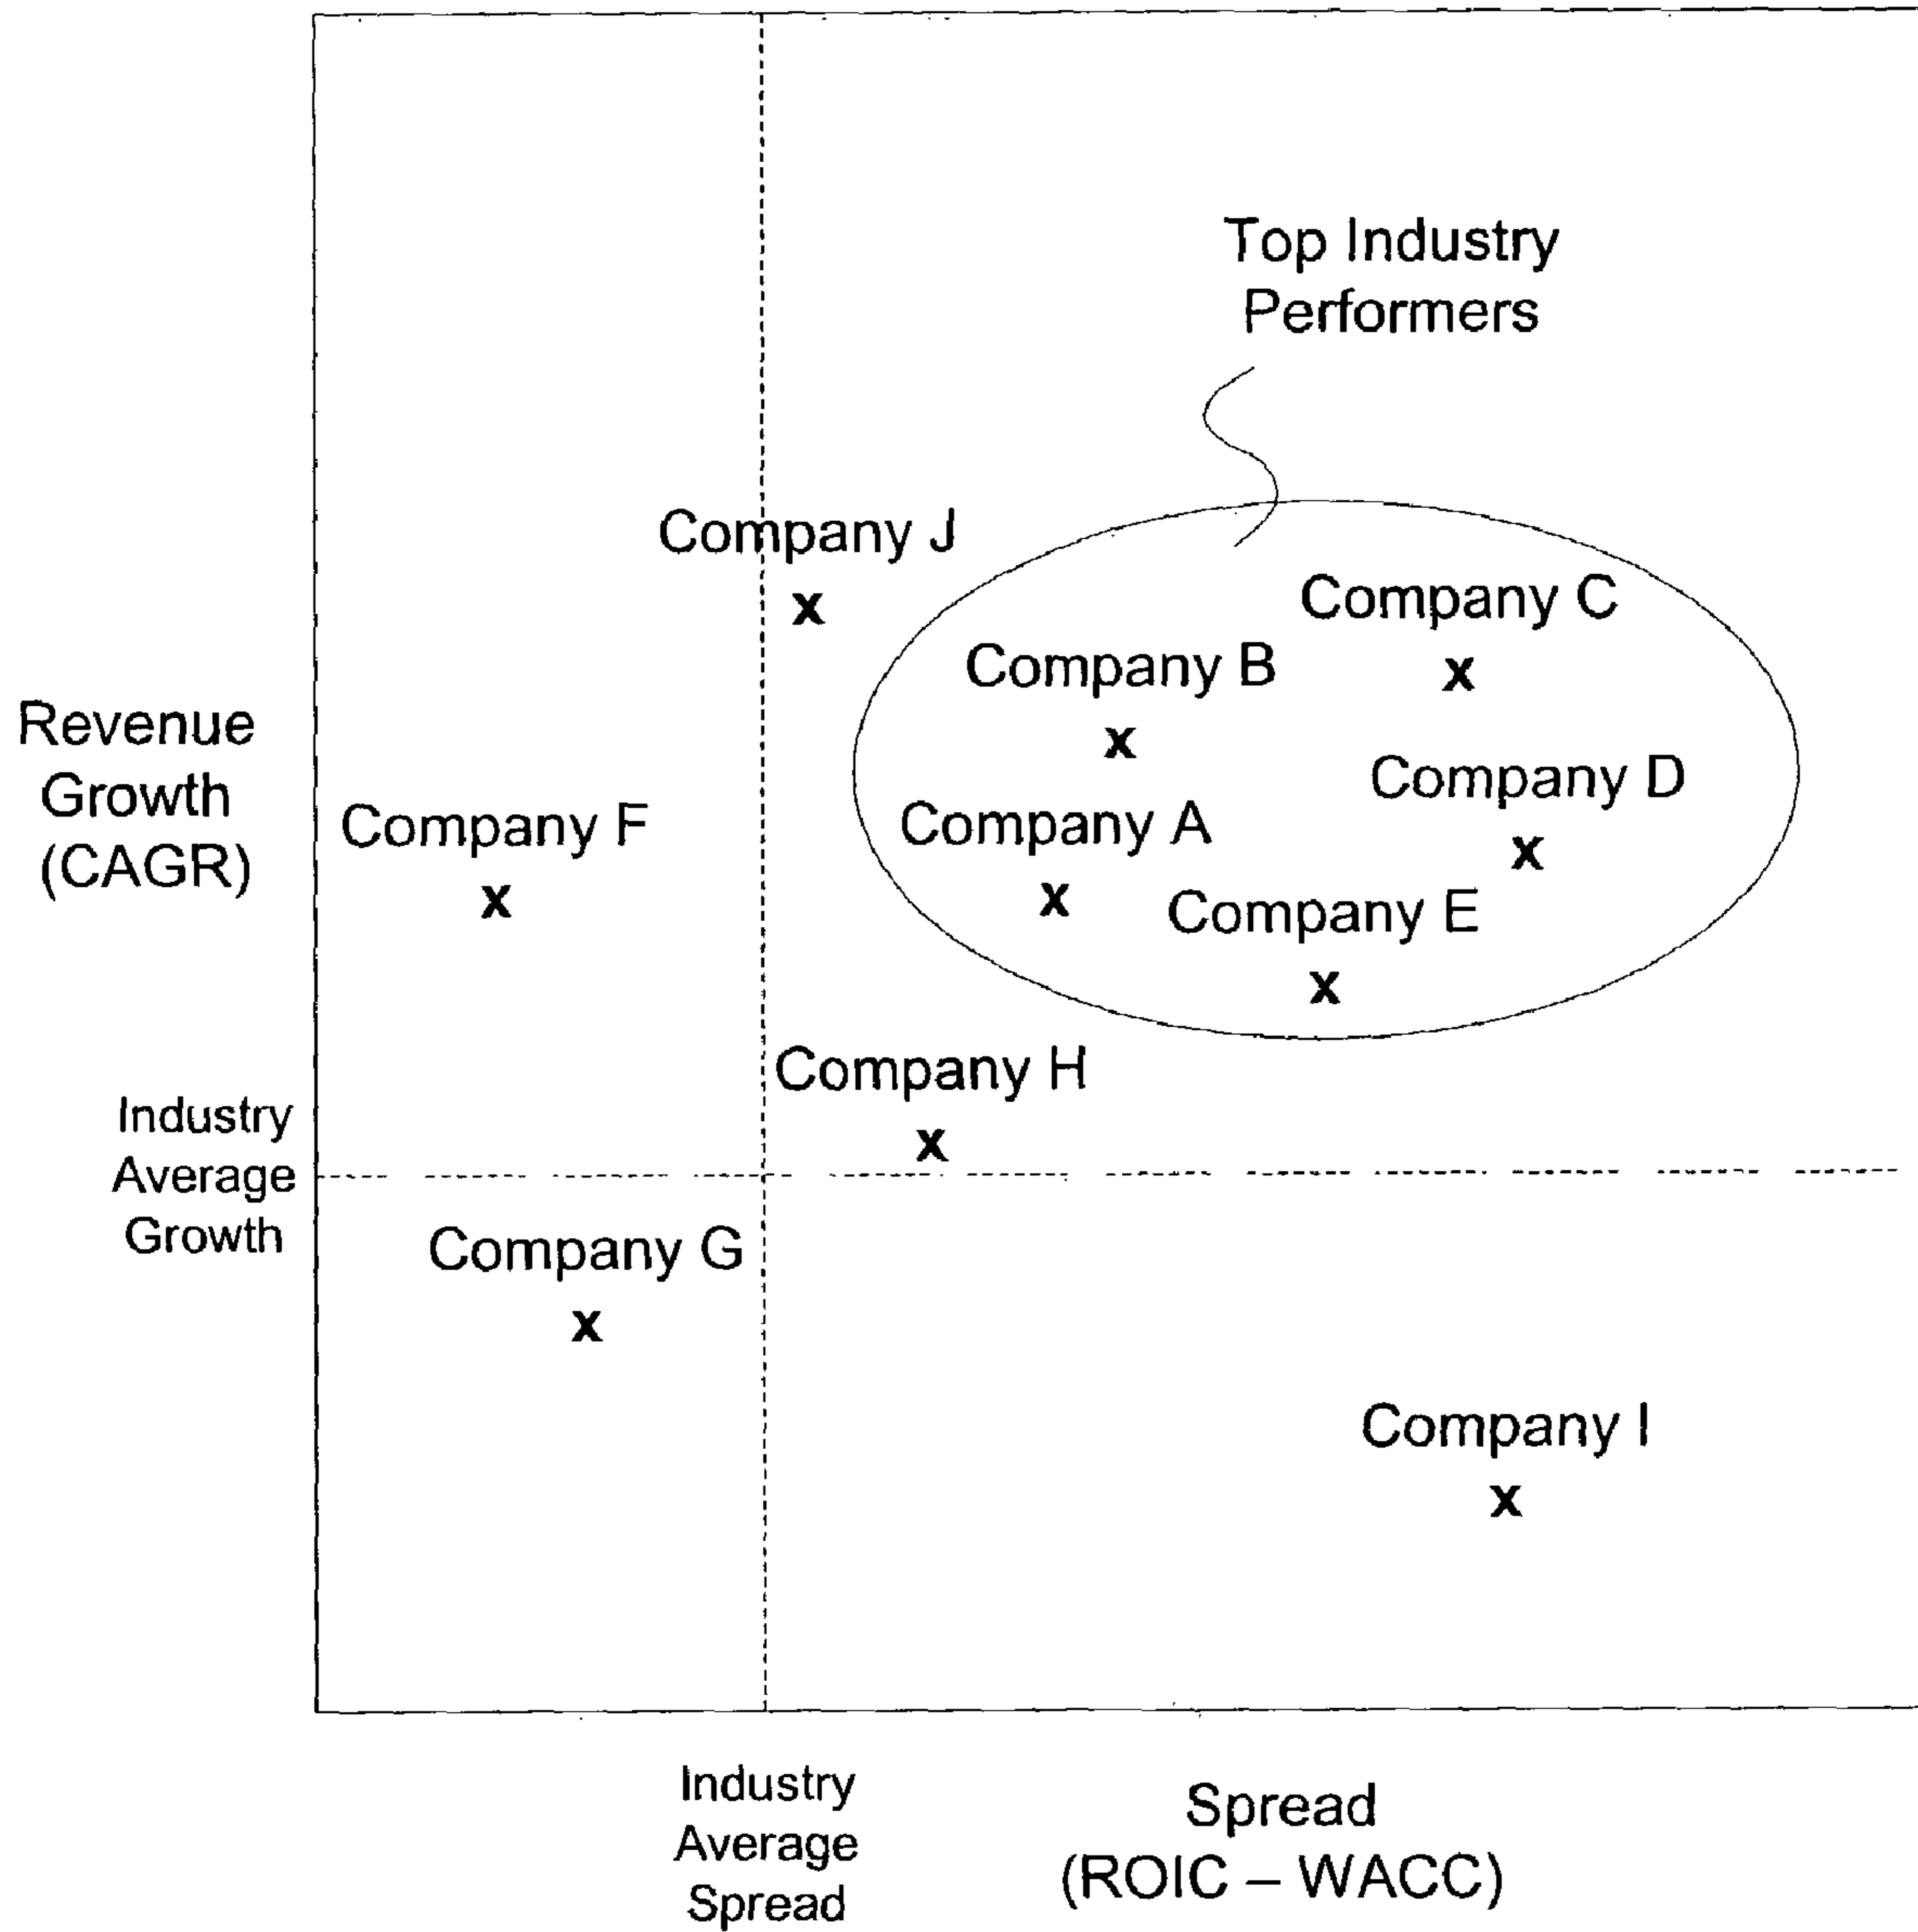 Top Industry
Performers
Company J
x
Company C
x
Company B
x
Revenue
Growth
(CAGR)
Company D
x
Company F
x
Company A
x
Company E
x
Company H
x
Industry
Average
Growth
Company G
x
Company I
x
Industry
Average
Spread
Spread
(ROIC – WACC)